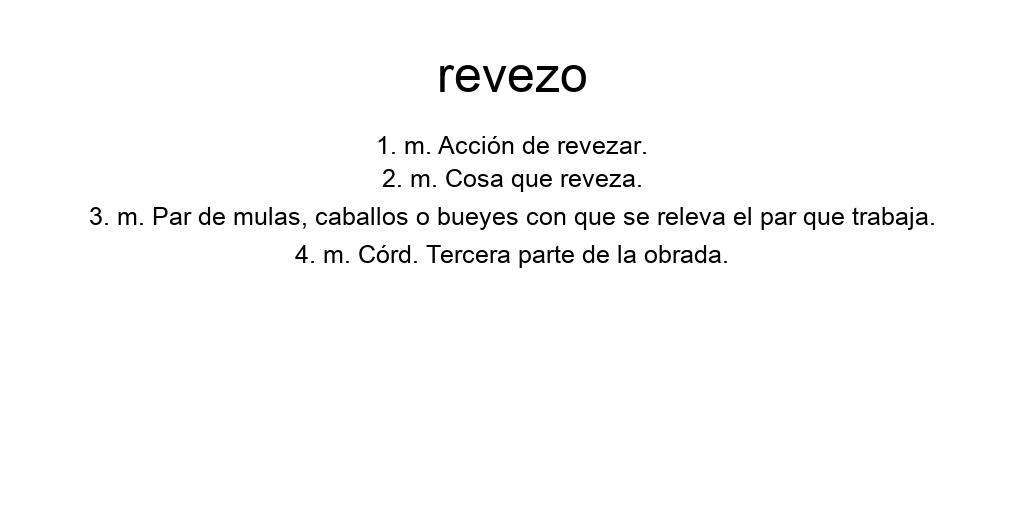 revezo
1. m. Acción de revezar.
2. m. Cosa que reveza.
3. m. Par de mulas, caballos o bueyes con que se releva el par que trabaja.
4. m. Córd. Tercera parte de la obrada.